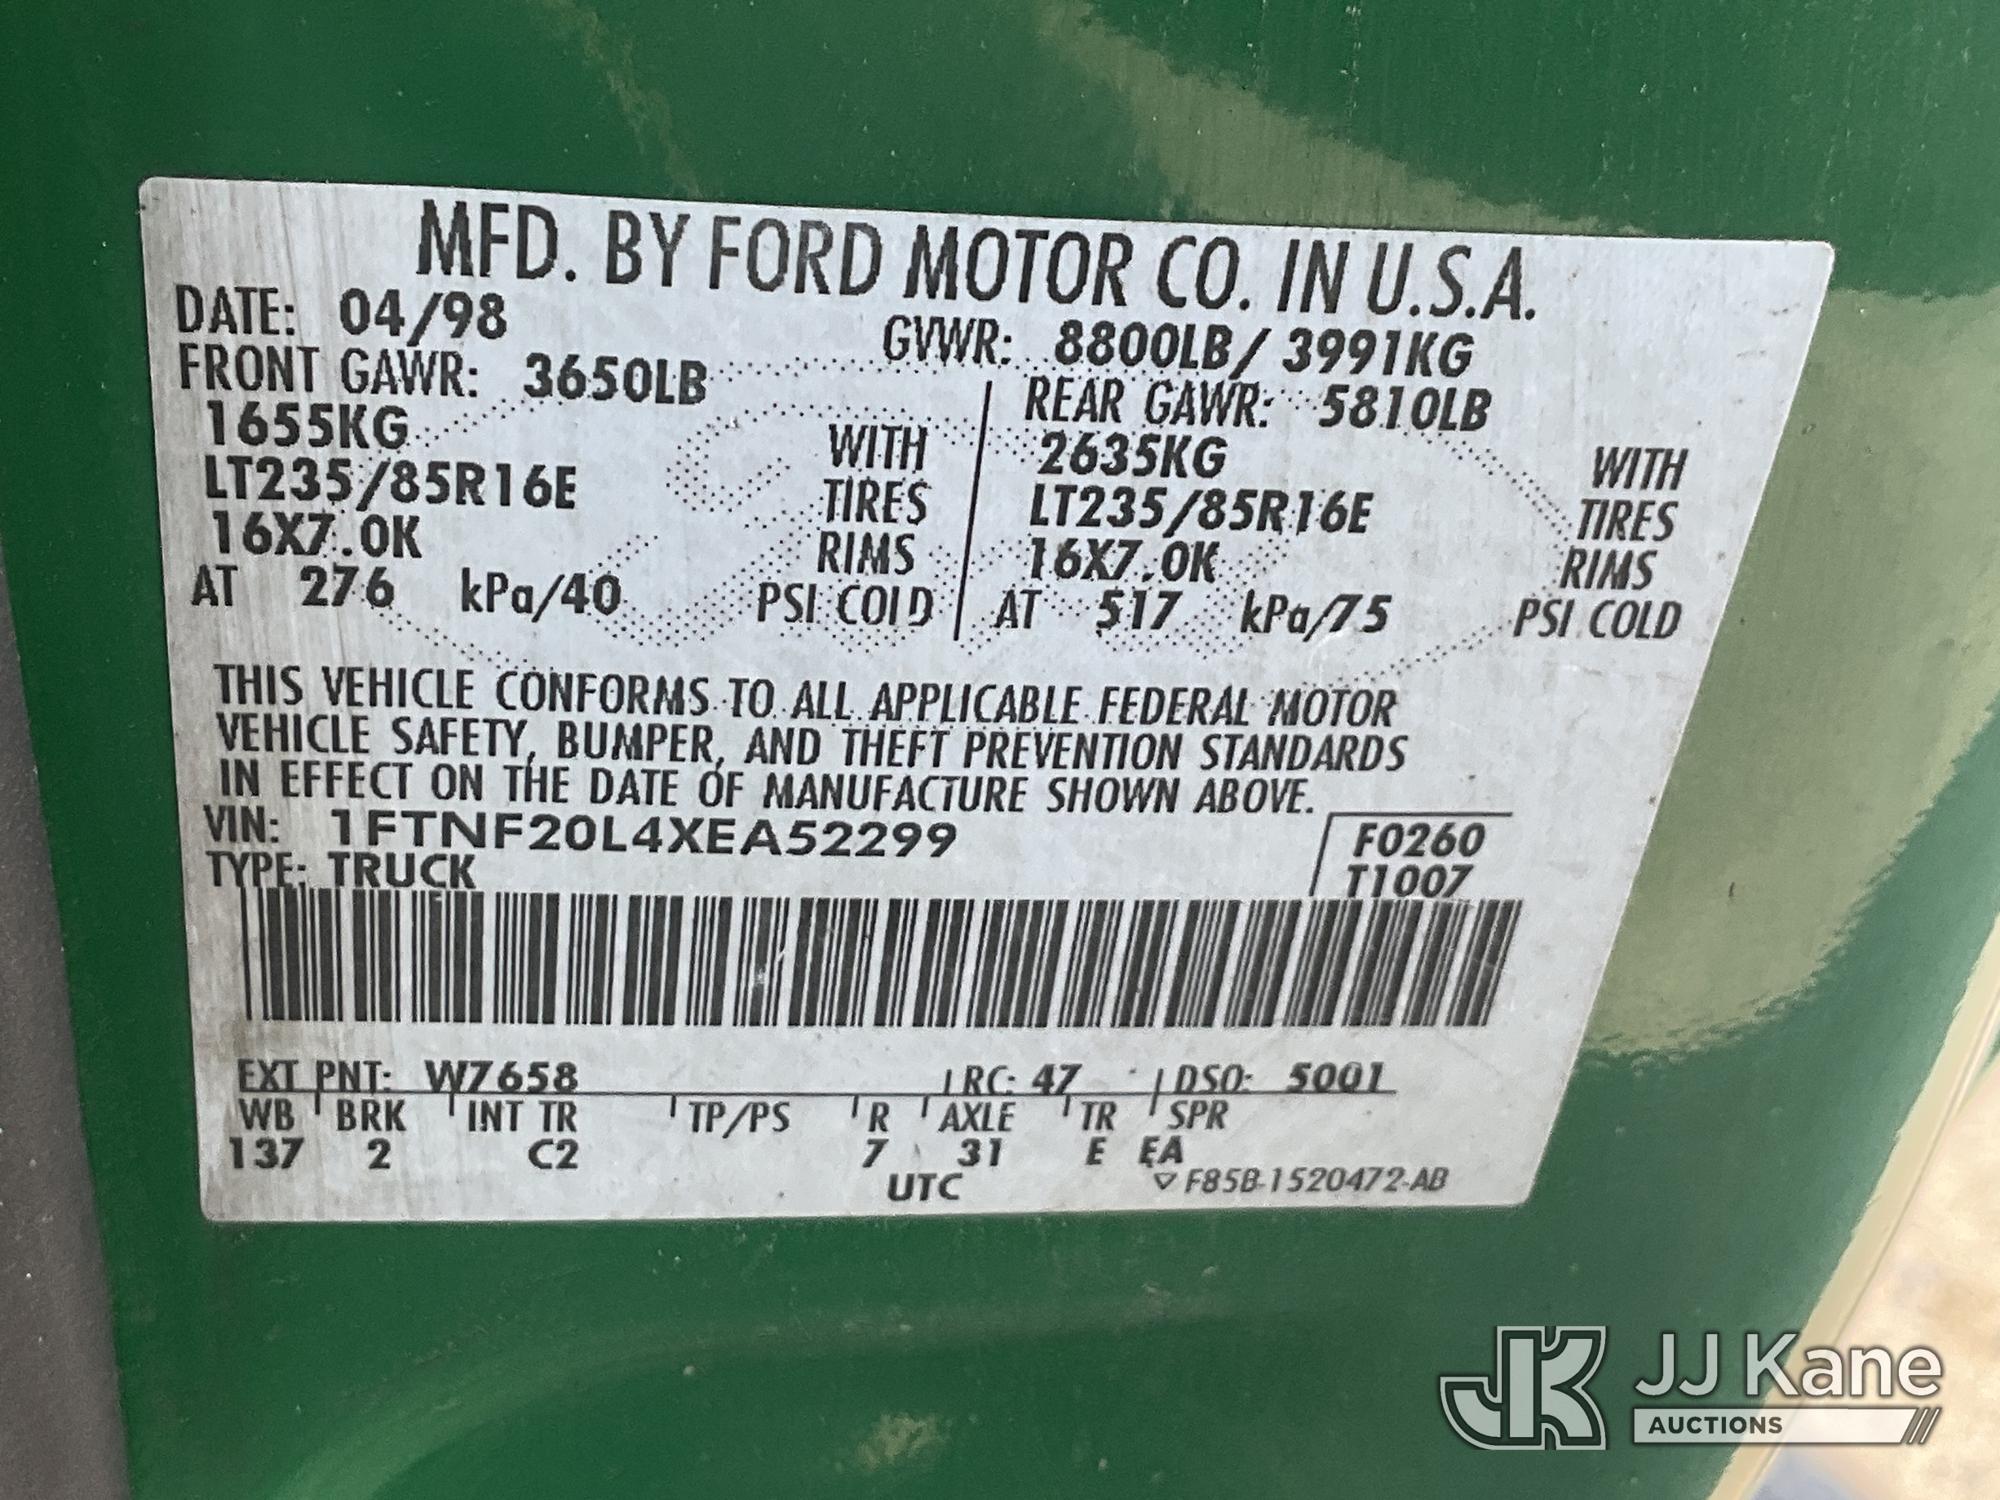 MFD. BY FORD MOTOR CO. IN U.S.A.
DATE: 04/98 GVWR: 8800LB/ 3991KG
FRONT GAWR: 3650LB REAR GAWR: 5810LB
1655KG WITH 2635KG WITH
LT235/85R16E TIRES LT235/85R16E TIRES
16X7.0K RIMS 16X7.0K RIMS
AT 276 kPa/40 PSI COLD AT 517 kPa/75 PSI COLD
THIS VEHICLE CONFORMS TO ALL APPLICABLE FEDERAL MOTOR
VEHICLE SAFETY, BUMPER, AND THEFT PREVENTION STANDARDS
IN EFFECT ON THE DATE OF MANUFACTURE SHOWN ABOVE.
VIN: 1FTNF20L4XEA52299 F0260
TYPE: TRUCK T1007
EXT PNT: W7658 RC: 47 DSO: 5001
WB BRK INT TR TP/PS R AXLE TR SPR
137 2 C2 7 31 E EA
UTC ▽ F85B-1520472-AB
JK JJ Kane
AUCTIONS